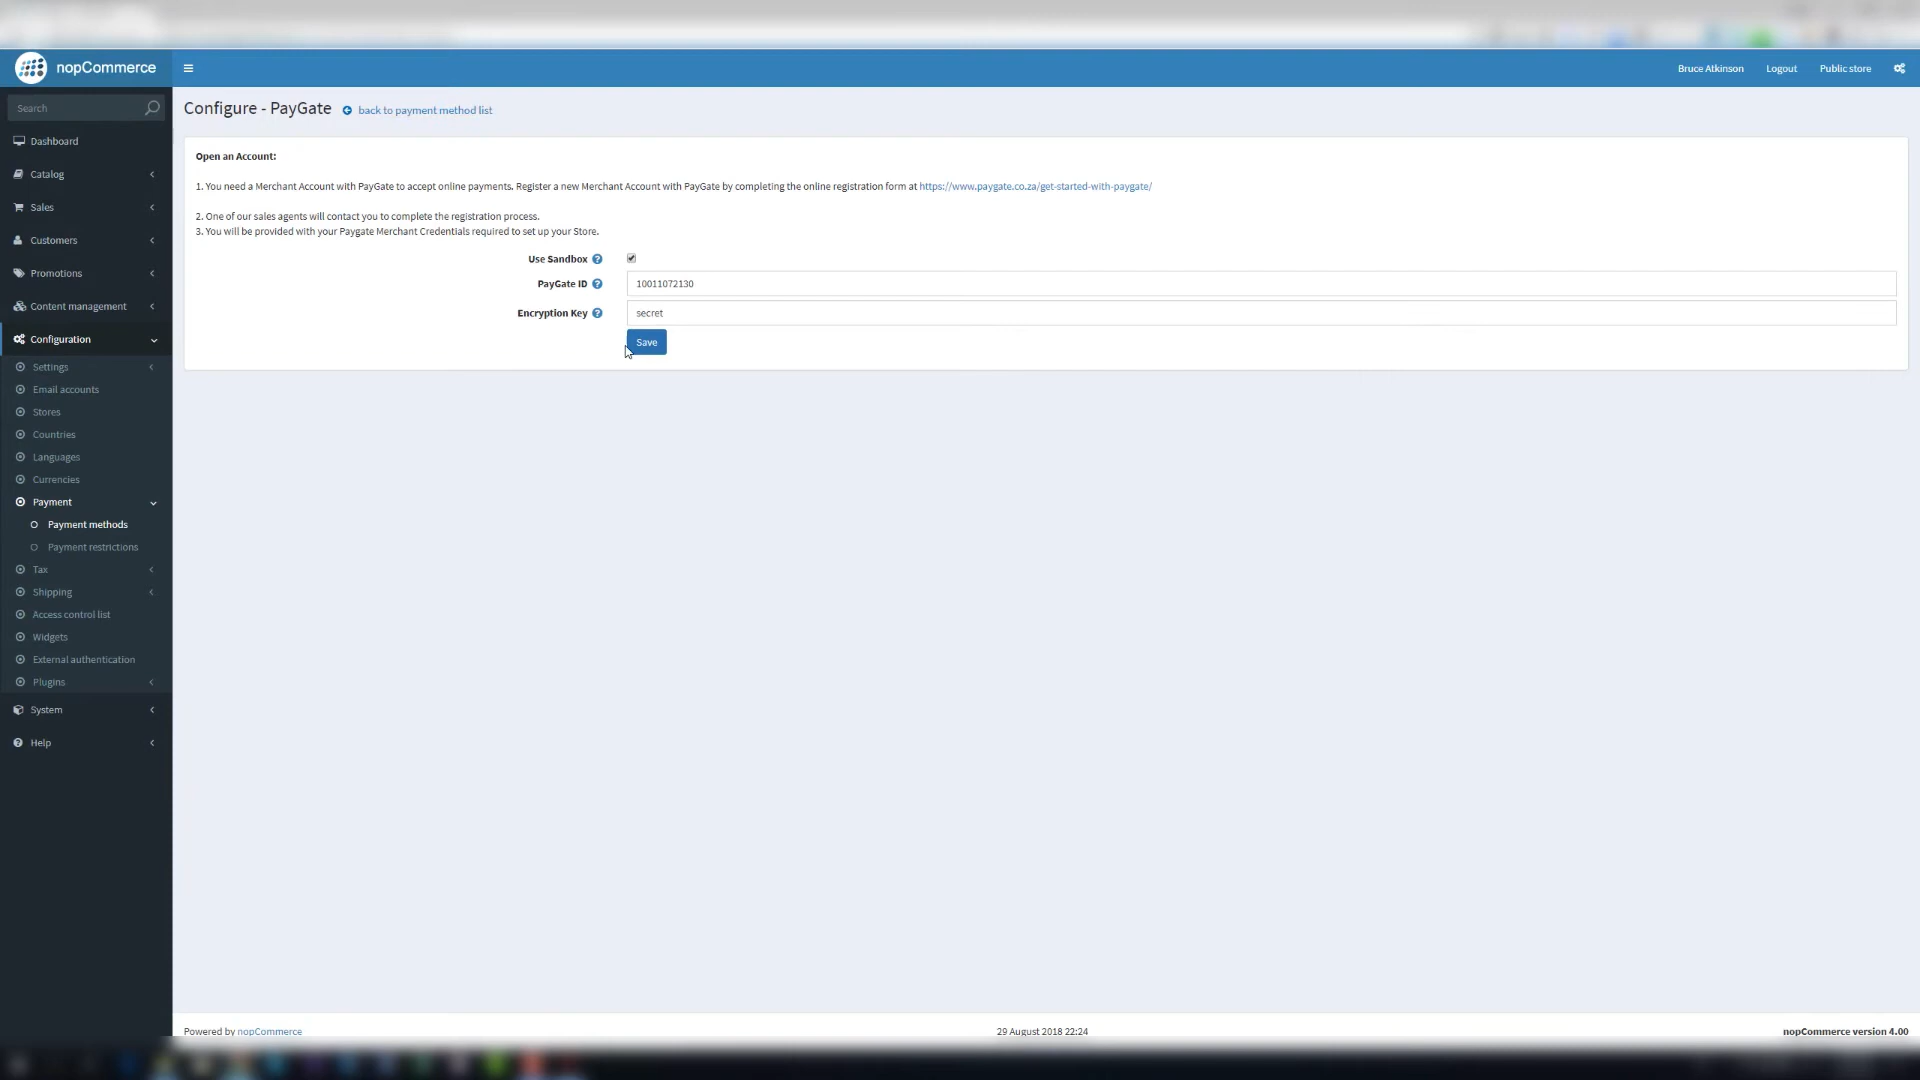 nopCommerce
Bruce Atkinson
Logout
Public store
Search
Configure - PayGate back to payment method list
Dashboard
Catalog
Sales
Customers
Promotions
Content management
Configuration
Settings
Email accounts
Stores
Countries
Languages
Currencies
Payment
Payment methods
Payment restrictions
Tax
Shipping
Access control list
Widgets
External authentication
Plugins
System
Help
Open an Account:
1. You need a Merchant Account with PayGate to accept online payments. Register a new Merchant Account with PayGate by completing the online registration form at https://www.paygate.co.za/get-started-with-paygate/
2. One of our sales agents will contact you to complete the registration process.
3. You will be provided with your Paygate Merchant Credentials required to set up your Store.
Use Sandbox
PayGate ID 10011072130
Encryption Key secret
Save
Powered by nopCommerce
29 August 2018 22:24
nopCommerce version 4.00